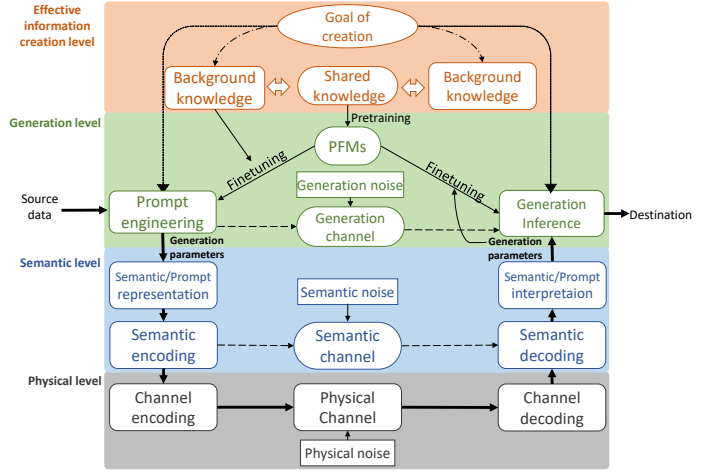 Effective
information
creation level
Goal of
creation
Background
knowledge
Shared
knowledge
Background
knowledge
Generation level
Pretraining
PFMs
Finetuning
Finetuning
Generation noise
Source
data
Prompt
engineering
Generation
channel
Generation
Inference
Destination
Generation
parameters
Generation
parameters
Semantic level
Semantic/Prompt
representation
Semantic noise
Semantic/Prompt
interpretaion
Semantic
encoding
Semantic
channel
Semantic
decoding
Physical level
Channel
encoding
Physical
Channel
Channel
decoding
Physical noise